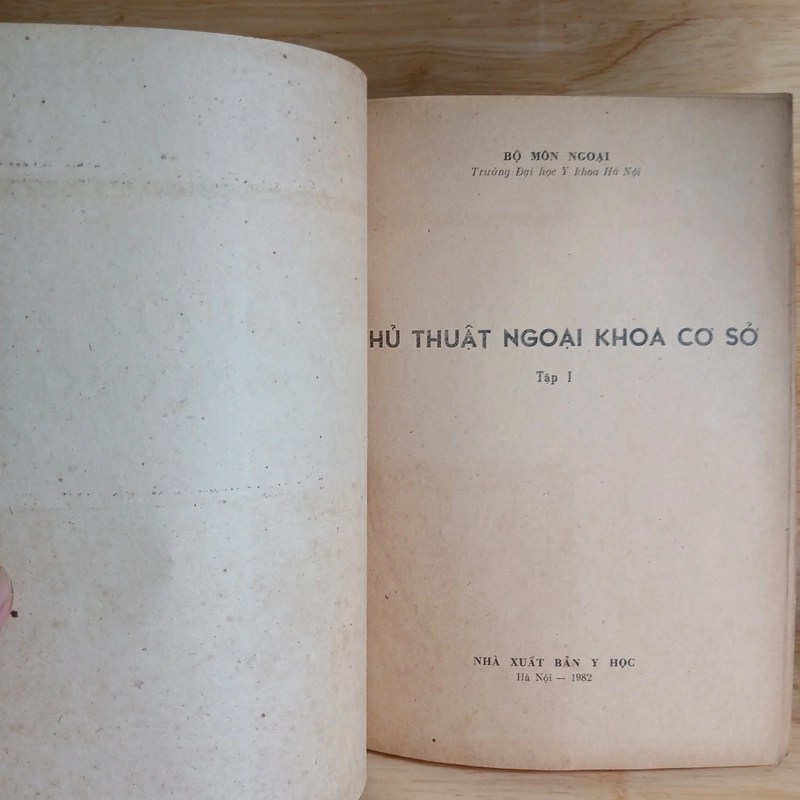 BỘ MÔN NGOẠI
Trường Đại học Y khoa Hà Nội
HỦ THUẬT NGOẠI KHOA CƠ SỞ
Tập I
NHÀ XUẤT BẢN Y HỌC
Hà Nội — 1982